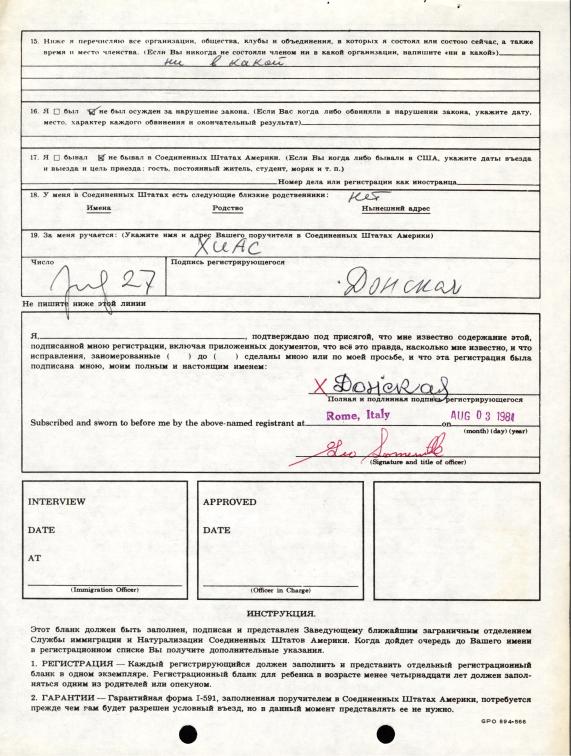 15. Ниже я перечисляю все организации, общества, клубы и объединения, в которых я состоял или состою сейчас, а также
время и место членства. (Если Вы никогда не состояли членом ни в какой организации, напишите «ни в какой»).
ни в какой
16. Я ☐ был ☑ не был осужден за нарушение закона. (Если Вас когда либо обвиняли в нарушении закона, укажите дату,
место, характер каждого обвинения и окончательный результат)
17. Я ☐ бывал ☑ не бывал в Соединенных Штатах Америки. (Если Вы когда либо бывали в США, укажите даты въезда
и выезда и цель приезда: гость, постоянный житель, студент, моряк и т. п.)
Номер дела или регистрации как иностранца
18. У меня в Соединенных Штатах есть следующие близкие родственники: нет
Имена Родство Нынешний адрес
19. За меня ручается: (Укажите имя и адрес Вашего поручителя в Соединенных Штатах Америки)
ХИАС
Число Подпись регистрирующегося
27 Донская
Не пишите ниже этой линии
Я, , подтверждаю под присягой, что мне известно содержание этой,
подписанной мною регистрации, включая приложенных документов, что всё это правда, насколько мне известно, и что
исправления, заномерованные ( ) до ( ) сделаны мною или по моей просьбе, и что эта регистрация была
подписана мною, моим полным и настоящим именем:
X Донская
Полная и подлинная подпись регистрирующегося
Rome, Italy AUG 03 1981
Subscribed and sworn to before me by the above-named registrant at on
(month) (day) (year)
(Signature and title of officer)
INTERVIEW APPROVED
DATE DATE
AT
(Immigration Officer) (Officer in Charge)
ИНСТРУКЦИЯ.
Этот бланк должен быть заполнен, подписан и представлен Заведующему ближайшим заграничным отделением
Службы иммиграции и Натурализации Соединенных Штатов Америки. Когда дойдет очередь до Вашего имени
в регистрационном списке Вы получите дополнительные указания.
1. РЕГИСТРАЦИЯ — Каждый регистрирующийся должен заполнить и представить отдельный регистрационный
бланк в одном экземпляре. Регистрационный бланк для ребенка в возрасте менее четырнадцати лет должен запол-
няться одним из родителей или опекуном.
2. ГАРАНТИИ — Гарантийная форма I-591, заполненная поручителем в Соединенных Штатах Америки, потребуется
прежде чем вам будет разрешен условный въезд, но в данный момент представлять ее не нужно.
GPO 894-566